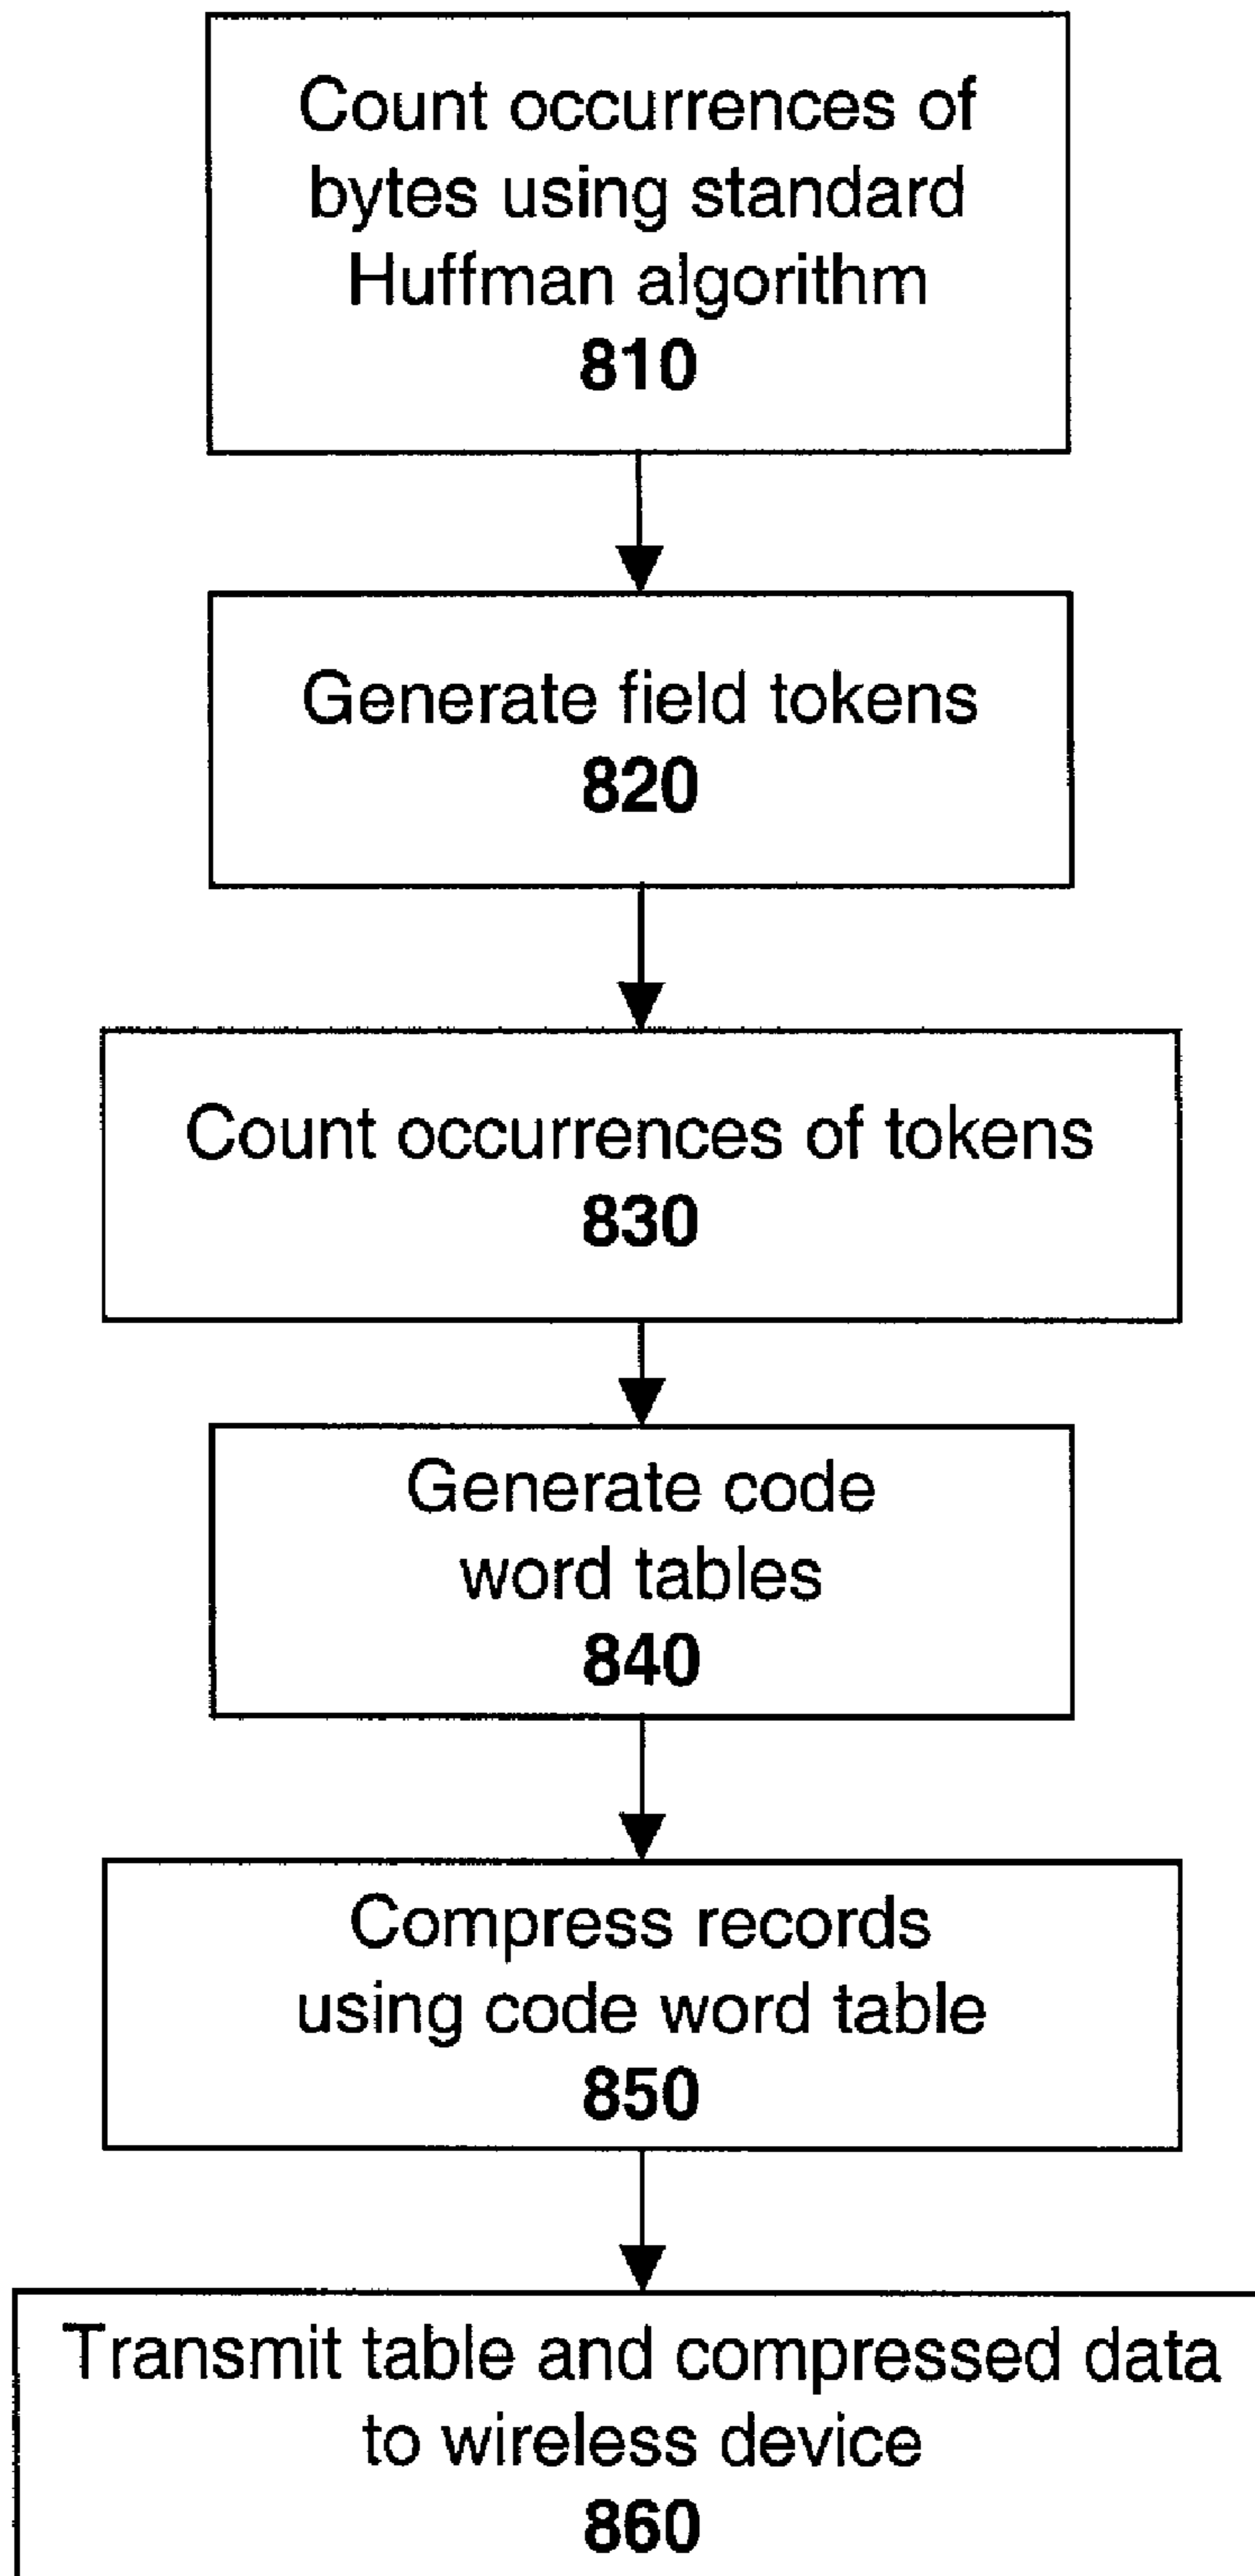 Count occurrences of
bytes using standard
Huffman algorithm
810
Generate field tokens
820
Count occurrences of tokens
830
Generate code
word tables
840
Compress records
using code word table
850
Transmit table and compressed data
to wireless device
860